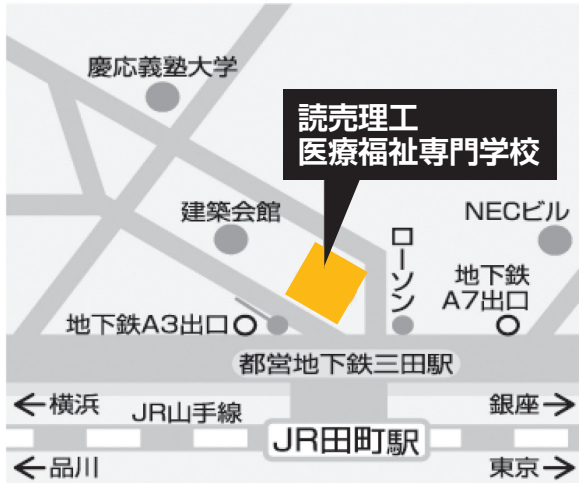 慶応義塾大学
読売理工
医療福祉専門学校
建築会館
NECビル
ローソン
地下鉄
A7出口
地下鉄A3出口
都営地下鉄三田駅
←横浜
JR山手線
銀座→
JR田町駅
←品川
東京→